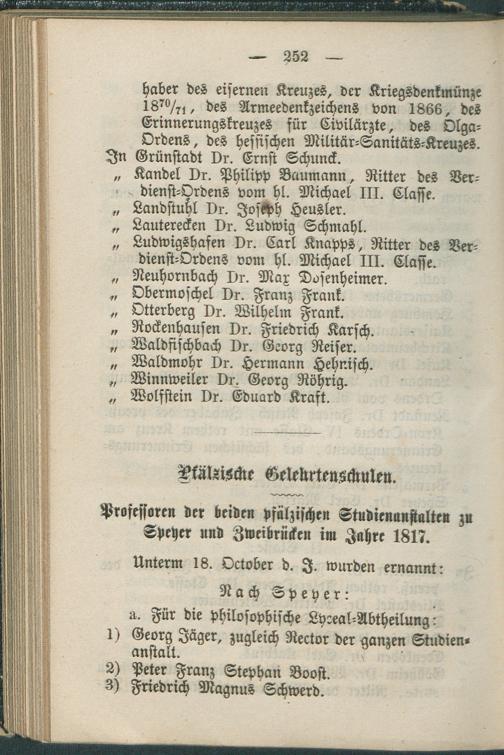 — 252 —
haber des eisernen Kreuzes, der Kriegsdenkmünze
18⁷⁰/₇₁, des Armeedenkzeichens von 1866, des
Erinnerungskreuzes für Civilärzte, des Olga-
Ordens, des hessischen Militär-Sanitäts-Kreuzes.
In Grünstadt Dr. Ernst Schunck.
„ Kandel Dr. Philipp Baumann, Ritter des Ver-
dienst-Ordens vom hl. Michael III. Classe.
„ Landstuhl Dr. Joseph Heusler.
„ Lauterecken Dr. Ludwig Schmahl.
„ Ludwigshafen Dr. Carl Knapps, Ritter des Ver-
dienst-Ordens vom hl. Michael III. Classe.
„ Neuhornbach Dr. Max Dosenheimer.
„ Obermoschel Dr. Franz Frank.
„ Otterberg Dr. Wilhelm Frank.
„ Rockenhausen Dr. Friedrich Karsch.
„ Waldfischbach Dr. Georg Reiser.
„ Waldmohr Dr. Hermann Hehnisch.
„ Winnweiler Dr. Georg Röhrig.
„ Wolfstein Dr. Eduard Kraft.
Pfälzische Gelehrtenschulen.
Professoren der beiden pfälzischen Studienanstalten zu
Speyer und Zweibrücken im Jahre 1817.
Unterm 18. October d. J. wurden ernannt:
Nach Speyer:
a. Für die philosophische Lyceal-Abtheilung:
1) Georg Jäger, zugleich Rector der ganzen Studien-
anstalt.
2) Peter Franz Stephan Boost.
3) Friedrich Magnus Schwerd.